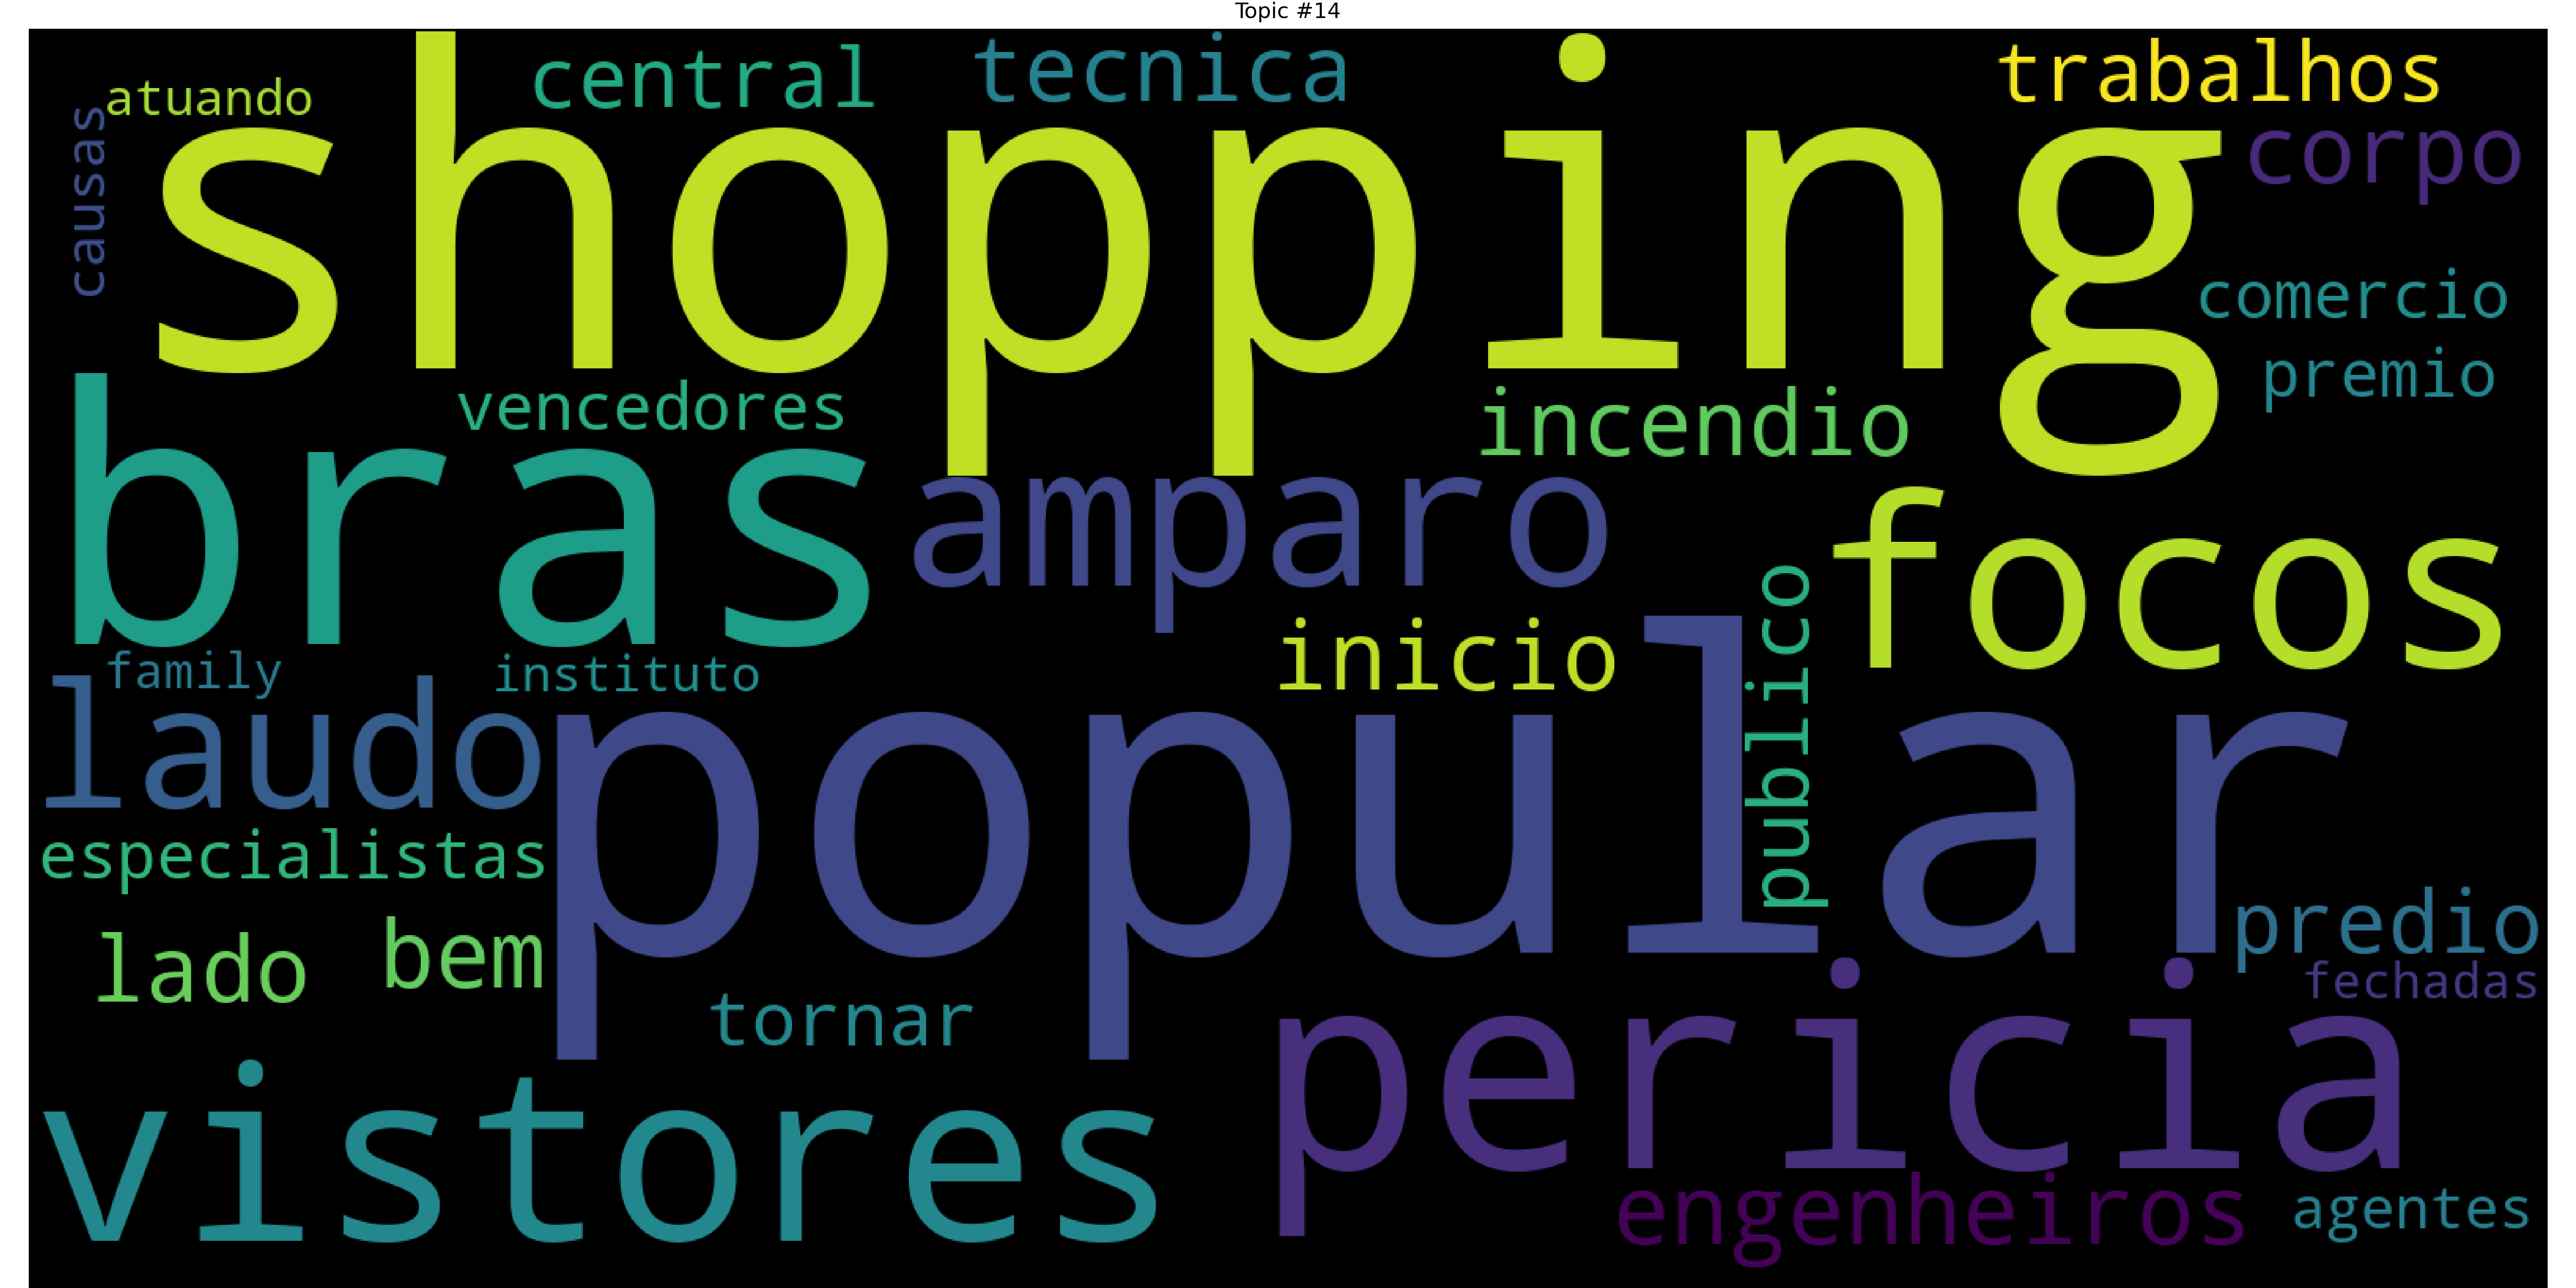 Topic #14
atuando
central
tecnica
trabalhos
causas
shopping
corpo
comercio
premio
bras
vencedores
incendio
amparo
focos
family
instituto
inicio
publico
laudo
popular
especialistas
lado
bem
tornar
predio
fechadas
vistores
pericia
engenheiros
agentes